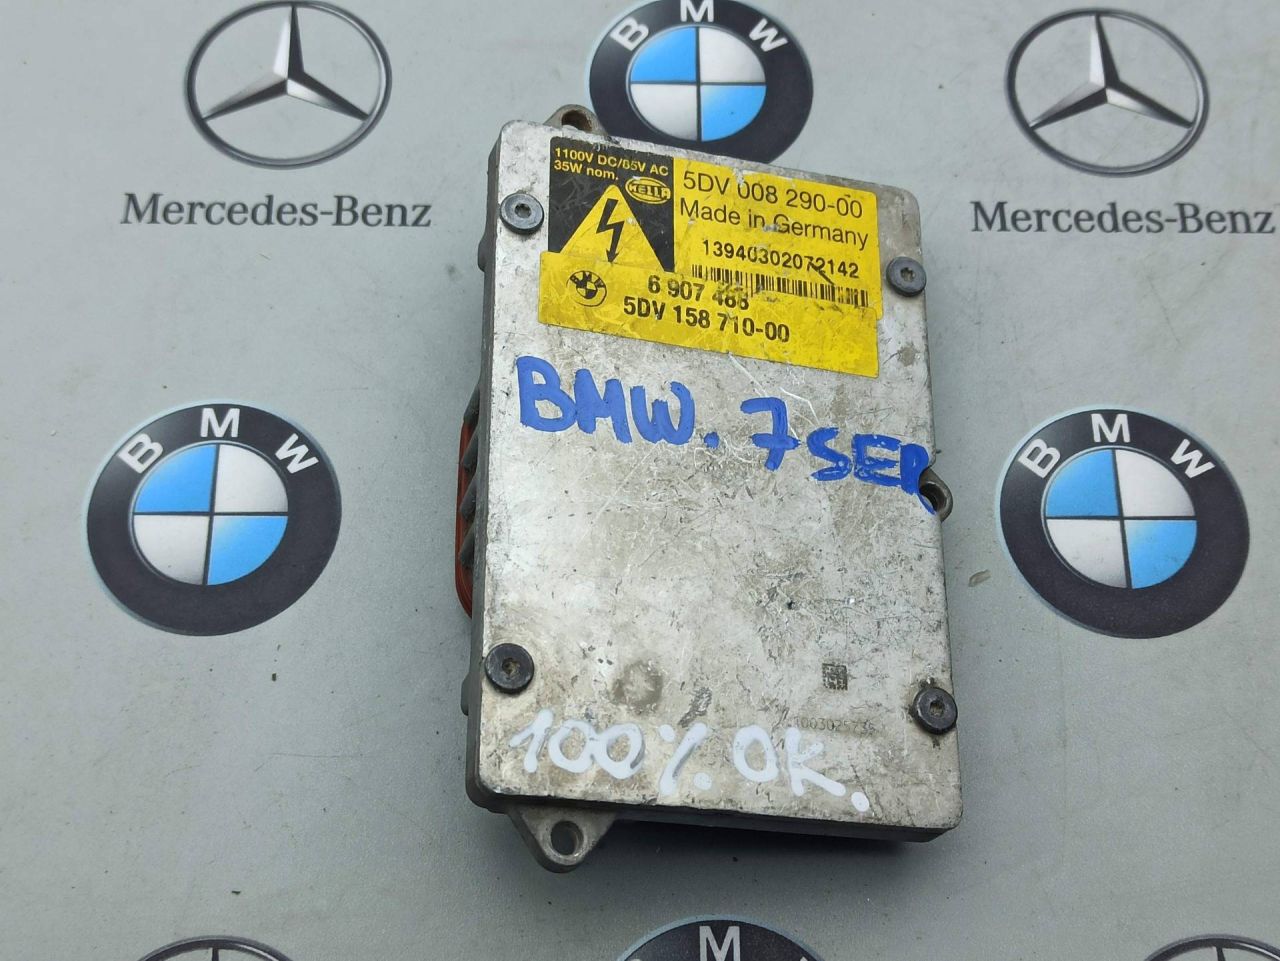 BMW
Mercedes-Benz
Mercedes-Benz
1100V DC/85V AC
35W nom.
HELLA
5DV 008 290-00
Made in Germany
13940302072142
6 907 488
5DV 158 710-00
BMW. 7SER
BMW
BMW
100%.OK.
M